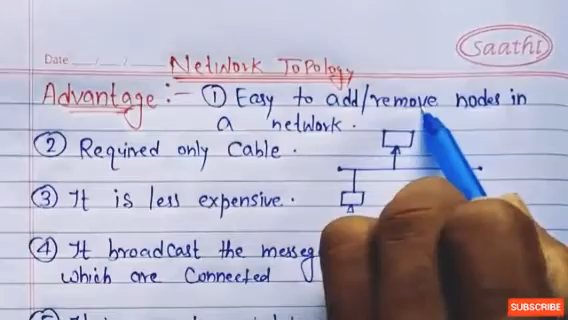 Saathi
Date
Network Topology
Advantage :- ① Easy to add/remove nodes in
a network.
② Required only Cable.
③ It is less expensive.
④ It broadcast the messeg
which are Connected
SUBSCRIBE